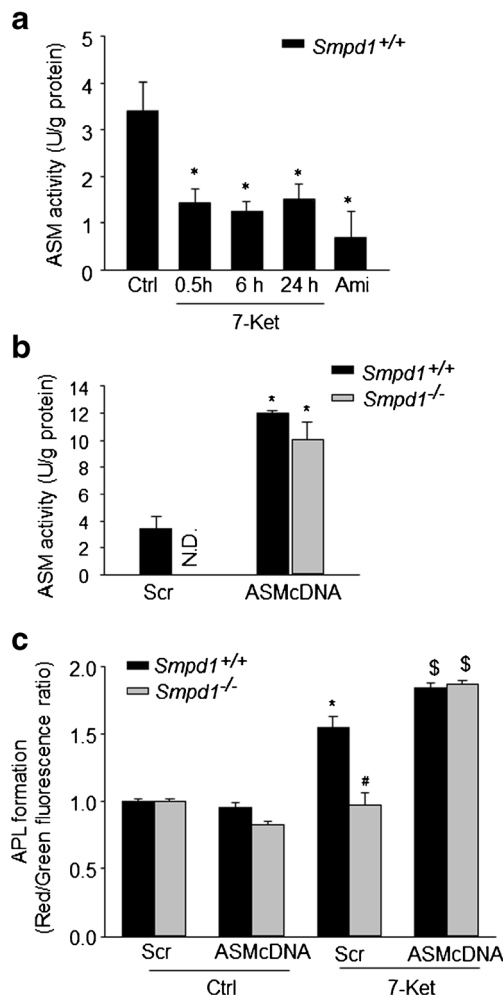 a
Smpd1+/+
ASM activity (U/g protein)
5
4
3
2
1
0
*
*
*
*
Ctrl
0.5h
6 h
24 h
Ami
7-Ket
b
Smpd1+/+
Smpd1-/-
ASM activity (U/g protein)
14
12
10
8
6
4
2
0
N.D.
*
*
Scr
ASMcDNA
c
Smpd1+/+
Smpd1-/-
APL formation
(Red/Green fluorescence ratio)
2.0
1.5
1.0
0.5
0.0
*
#
$
$
Scr
ASMcDNA
Scr
ASMcDNA
Ctrl
7-Ket